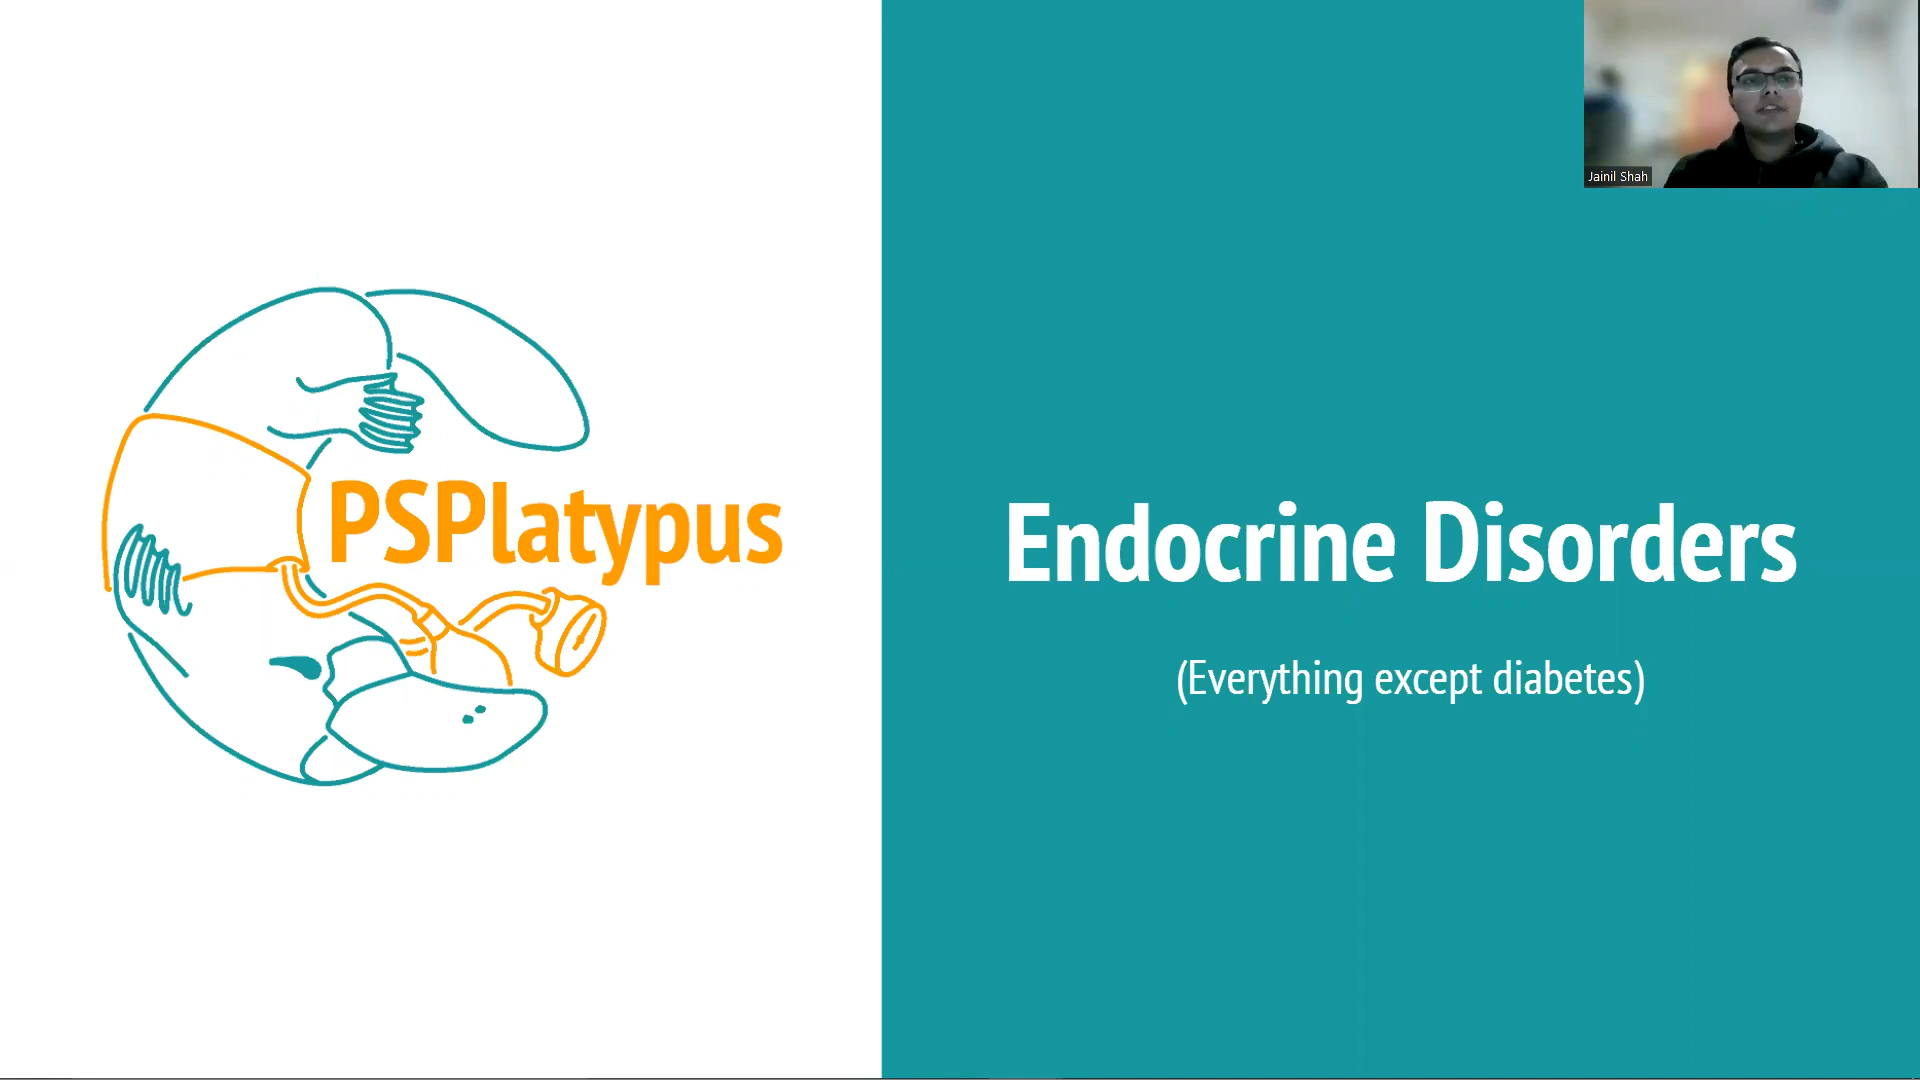 PSPlatypus
Endocrine Disorders
(Everything except diabetes)
Jainil Shah